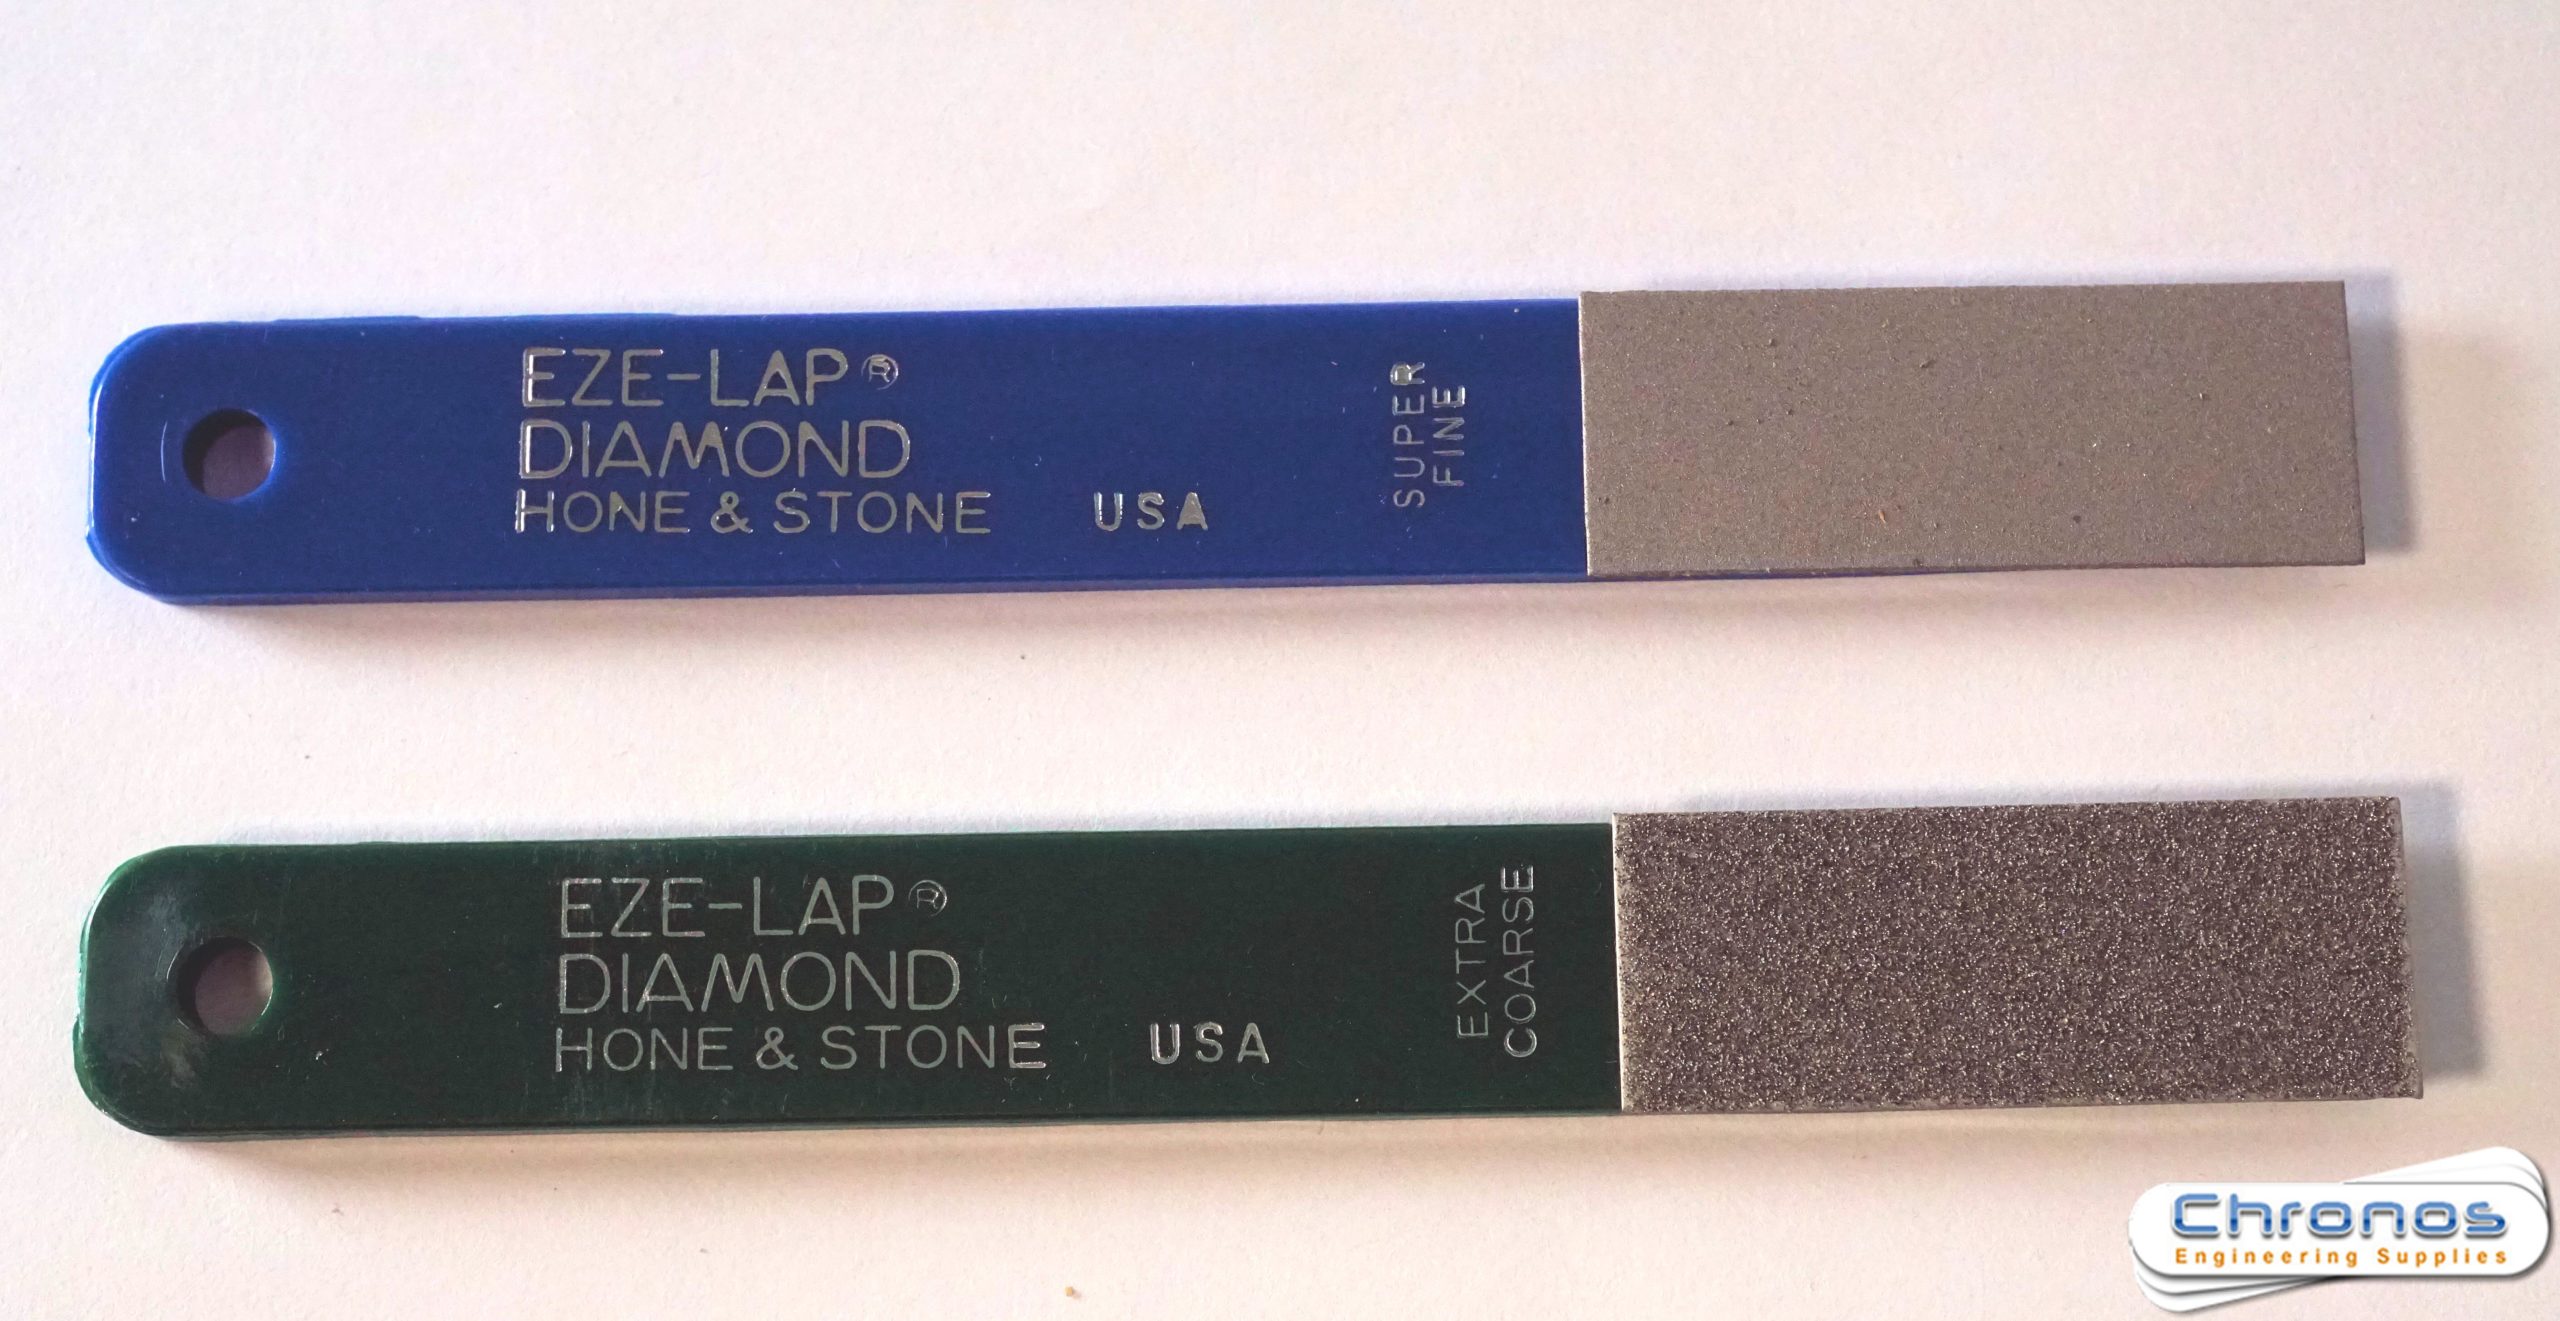 EZE-LAP®
DIAMOND
HONE & STONE USA
SUPER
FINE
EZE-LAP®
DIAMOND
HONE & STONE USA
EXTRA
COARSE
Chronos
Engineering Supplies